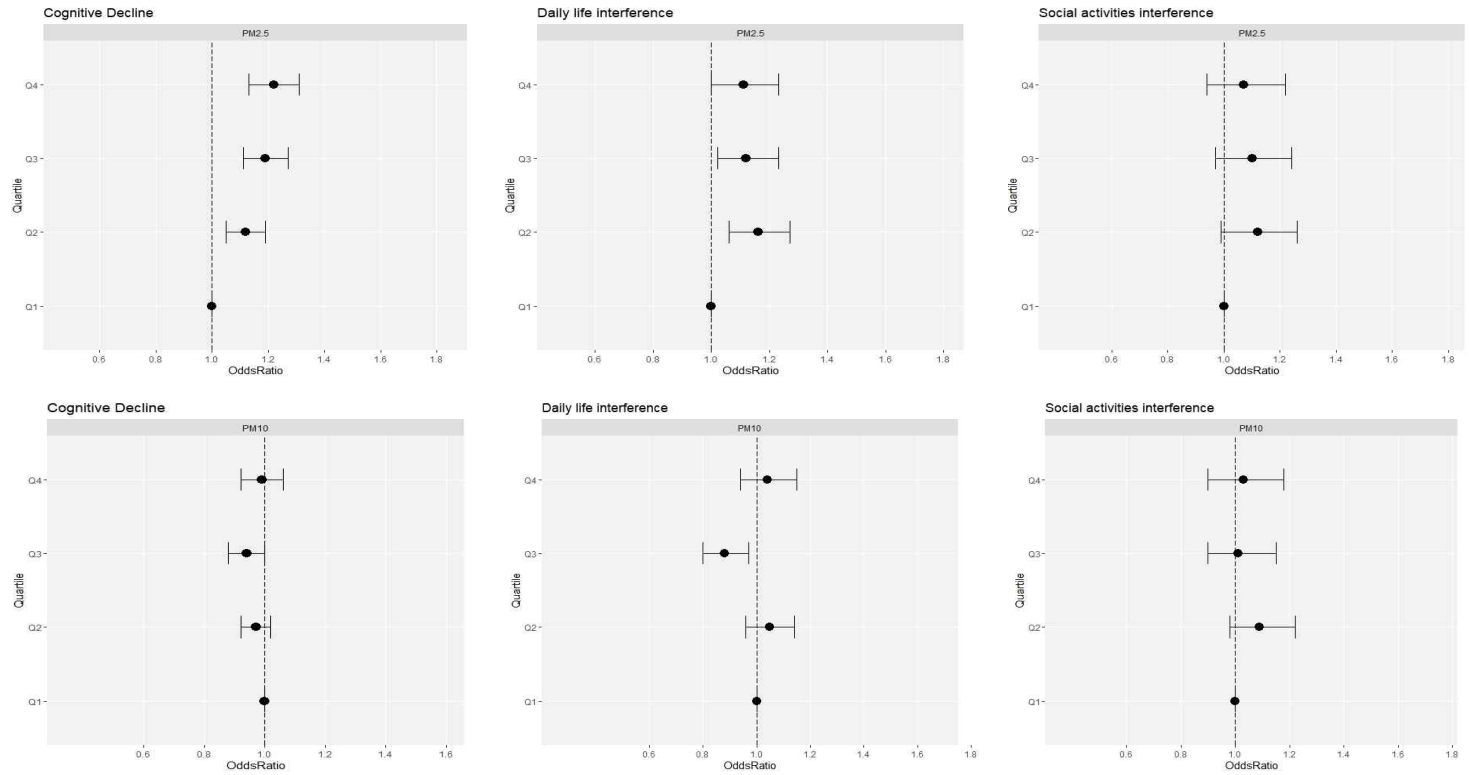 Cognitive Decline
PM2.5
Q4
Q3
Q2
Q1
Quartile
0.6 0.8 1.0 1.2 1.4 1.6 1.8
OddsRatio
Daily life interference
PM2.5
Q4
Q3
Q2
Q1
Quartile
0.6 0.8 1.0 1.2 1.4 1.6 1.8
OddsRatio
Social activities interference
PM2.5
Q4
Q3
Q2
Q1
Quartile
0.6 0.8 1.0 1.2 1.4 1.6 1.8
OddsRatio
Cognitive Decline
PM10
Q4
Q3
Q2
Q1
Quartile
0.6 0.8 1.0 1.2 1.4 1.6
OddsRatio
Daily life interference
PM10
Q4
Q3
Q2
Q1
Quartile
0.6 0.8 1.0 1.2 1.4 1.6 1.8
OddsRatio
Social activities interference
PM10
Q4
Q3
Q2
Q1
Quartile
0.6 0.8 1.0 1.2 1.4 1.6 1.8
OddsRatio